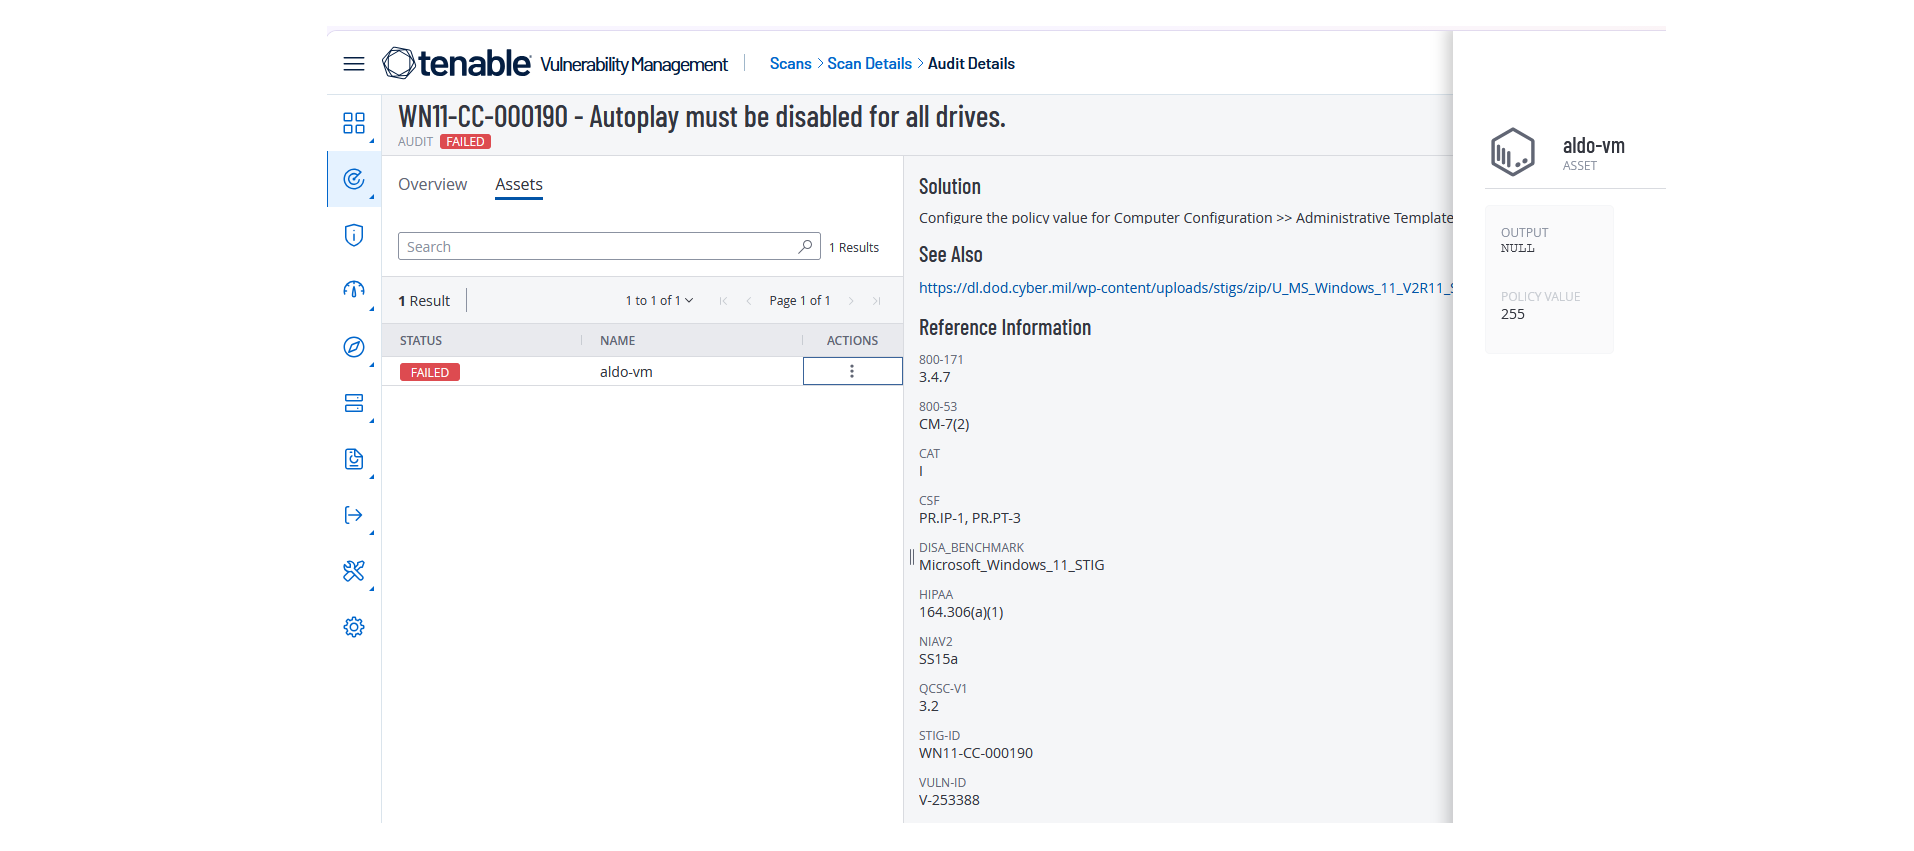 tenable Vulnerability Management
Scans > Scan Details > Audit Details
WN11-CC-000190 - Autoplay must be disabled for all drives.
AUDIT FAILED
Overview Assets
Search
1 Results
1 Result
1 to 1 of 1
Page 1 of 1
STATUS NAME ACTIONS
FAILED aldo-vm
Solution
Configure the policy value for Computer Configuration >> Administrative Template
See Also
https://dl.dod.cyber.mil/wp-content/uploads/stigs/zip/U_MS_Windows_11_V2R11_S
Reference Information
800-171
3.4.7
800-53
CM-7(2)
CAT
I
CSF
PR.IP-1, PR.PT-3
DISA_BENCHMARK
Microsoft_Windows_11_STIG
HIPAA
164.306(a)(1)
NIAV2
SS15a
QCSC-V1
3.2
STIG-ID
WN11-CC-000190
VULN-ID
V-253388
aldo-vm
ASSET
OUTPUT
NULL
POLICY VALUE
255